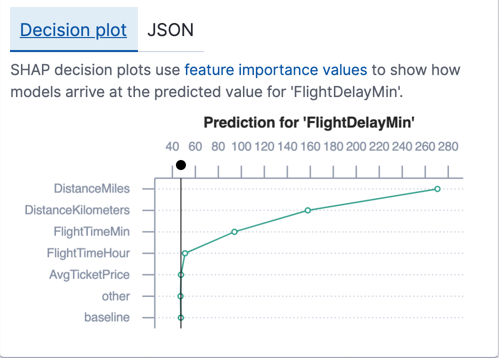 Decision plot JSON
SHAP decision plots use feature importance values to show how
models arrive at the predicted value for 'FlightDelayMin'.
Prediction for 'FlightDelayMin'
40 60 80 100 120 140 160 180 200 220 240 260 280
DistanceMiles
DistanceKilometers
FlightTimeMin
FlightTimeHour
AvgTicketPrice
other
baseline